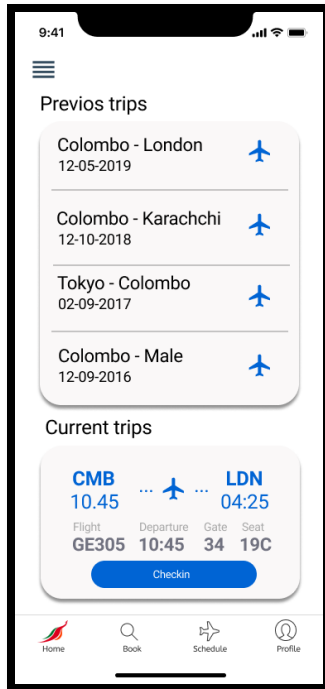 9:41
Previos trips
Colombo - London
12-05-2019
Colombo - Karachchi
12-10-2018
Tokyo - Colombo
02-09-2017
Colombo - Male
12-09-2016
Current trips
CMB ... ... LDN
10.45 04:25
Flight Departure Gate Seat
GE305 10:45 34 19C
Checkin
Home Book Schedule Profile